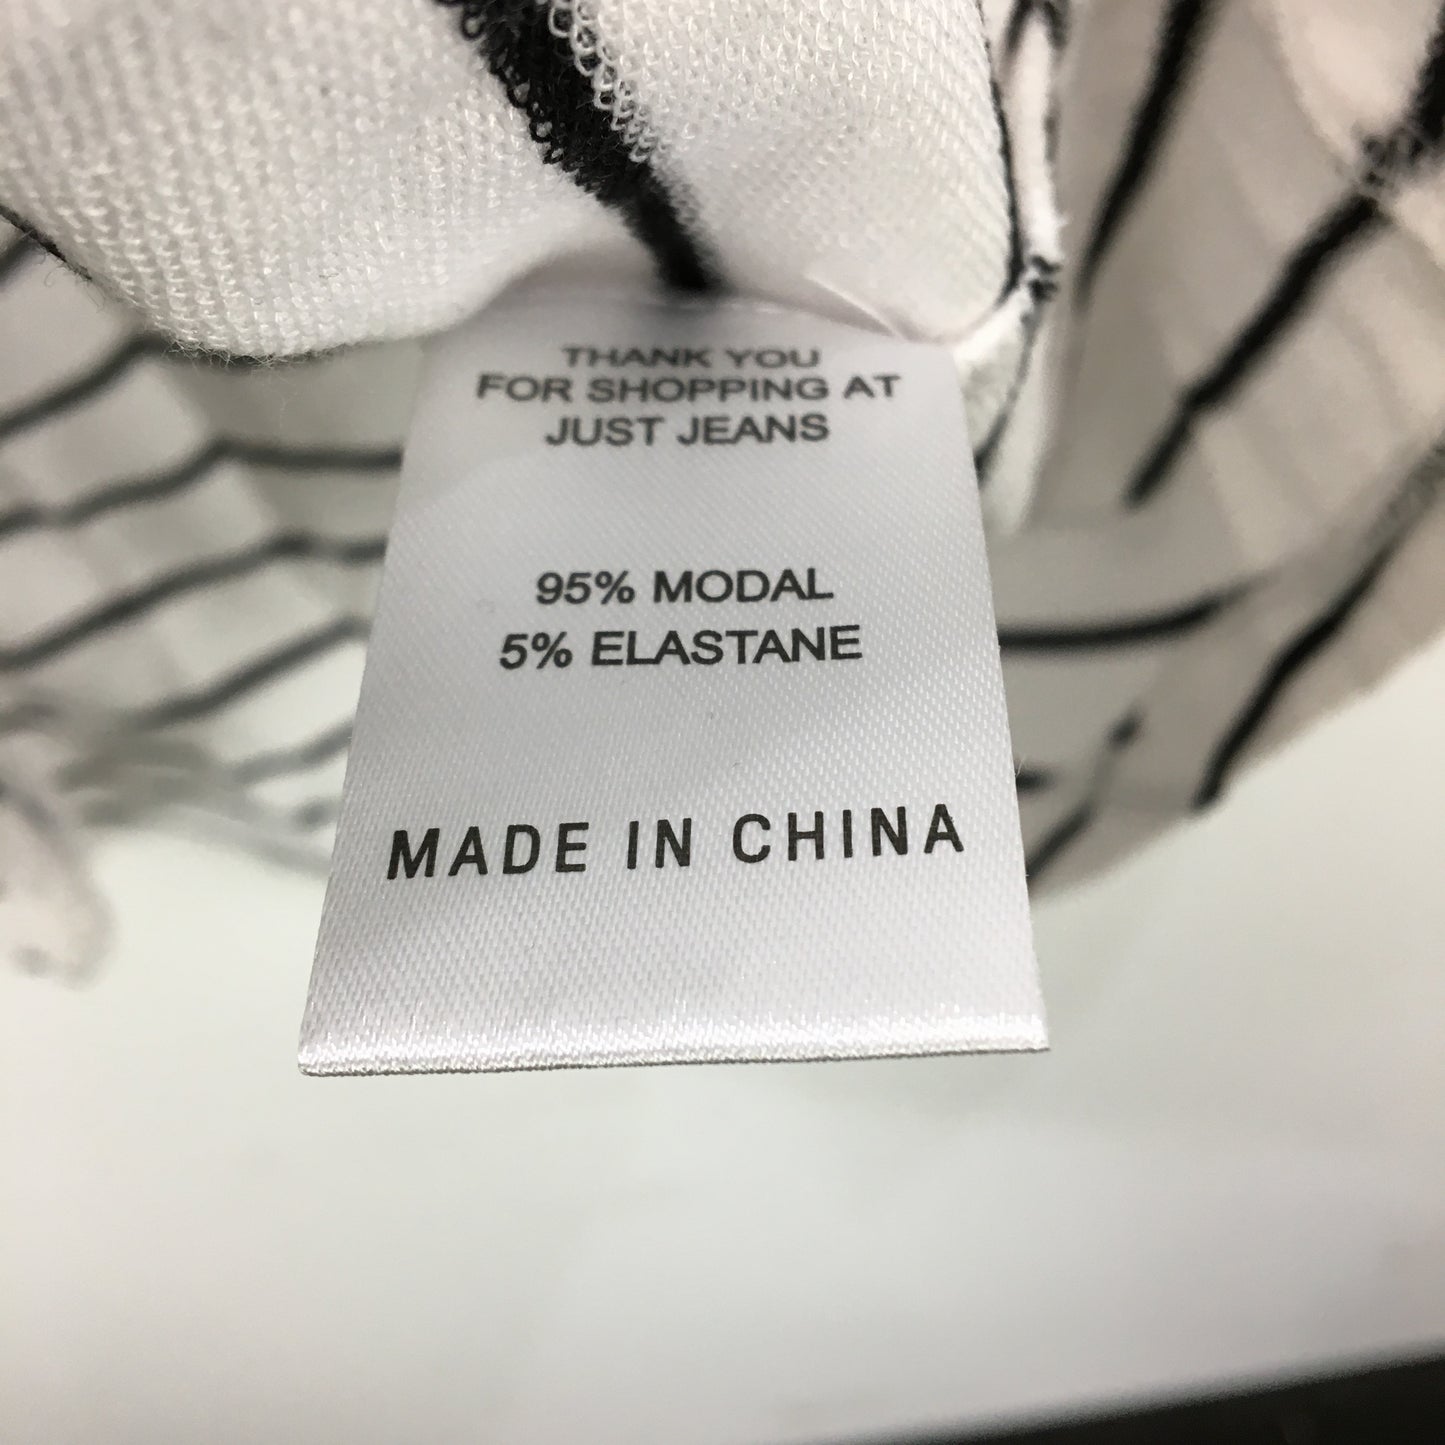 THANK YOU
FOR SHOPPING AT
JUST JEANS
95% MODAL
5% ELASTANE
MADE IN CHINA